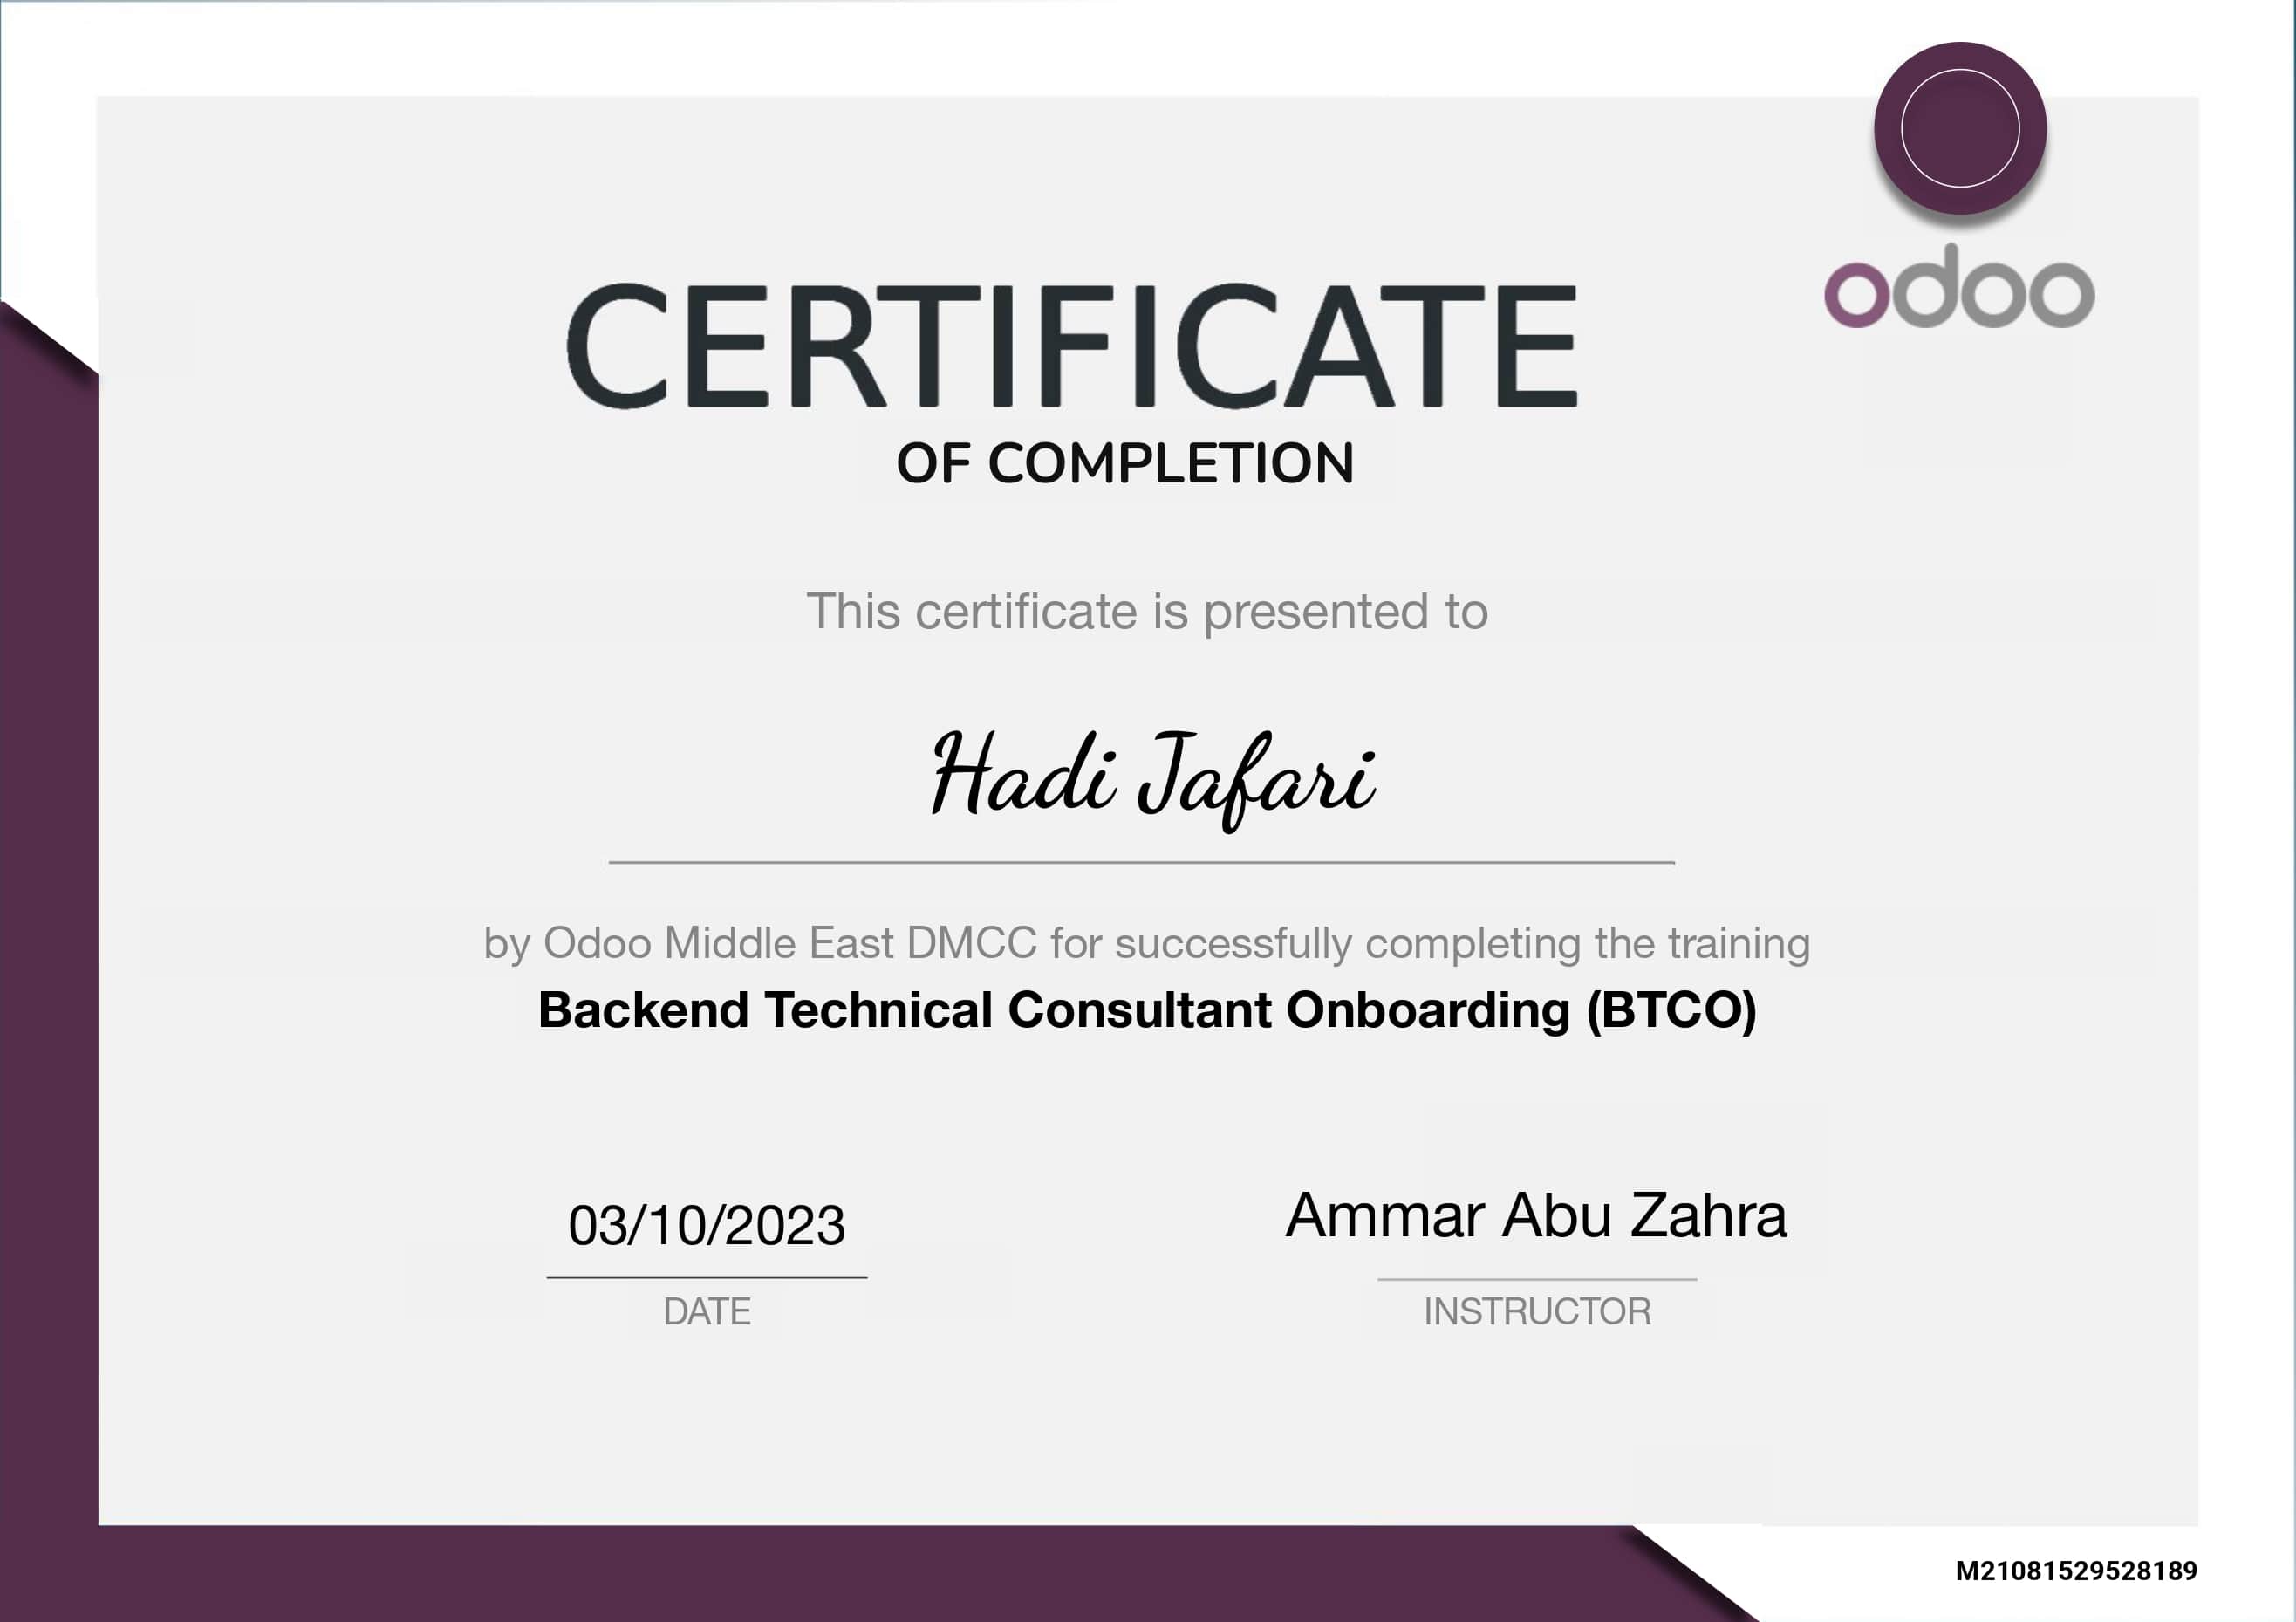 odoo
CERTIFICATE
OF COMPLETION
This certificate is presented to
Hadi Jafari
by Odoo Middle East DMCC for successfully completing the training
Backend Technical Consultant Onboarding (BTCO)
03/10/2023
DATE
Ammar Abu Zahra
INSTRUCTOR
M21081529528189